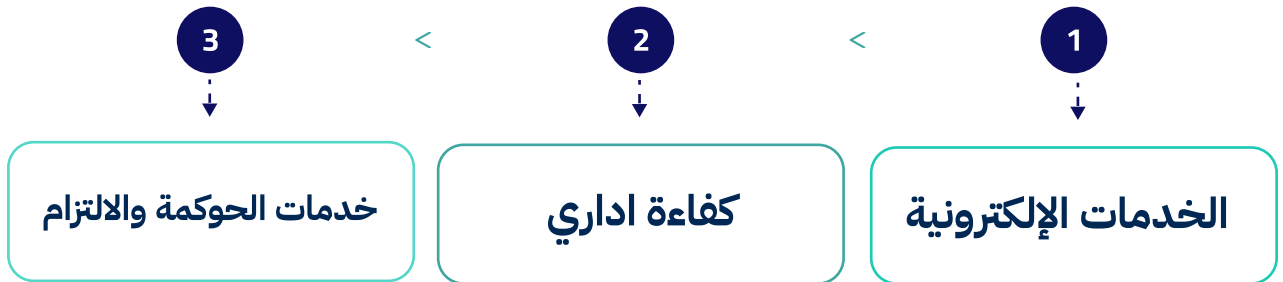 1
2
3
الخدمات الإلكترونية
كفاءة اداري
خدمات الحوكمة والالتزام